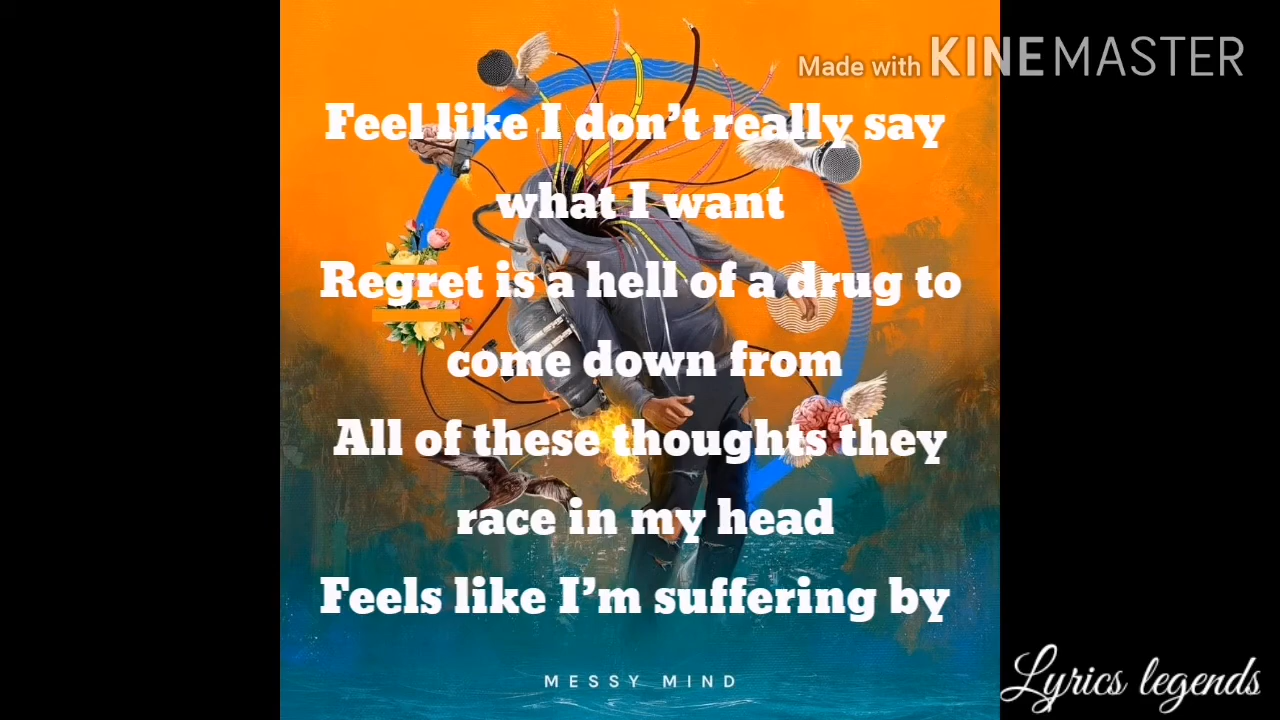 Made with KINEMASTER
Feel like I don't really say
what I want
Regret is a hell of a drug to
come down from
All of these thoughts they
race in my head
Feels like I'm suffering by
MESSY MIND
Lyrics legends